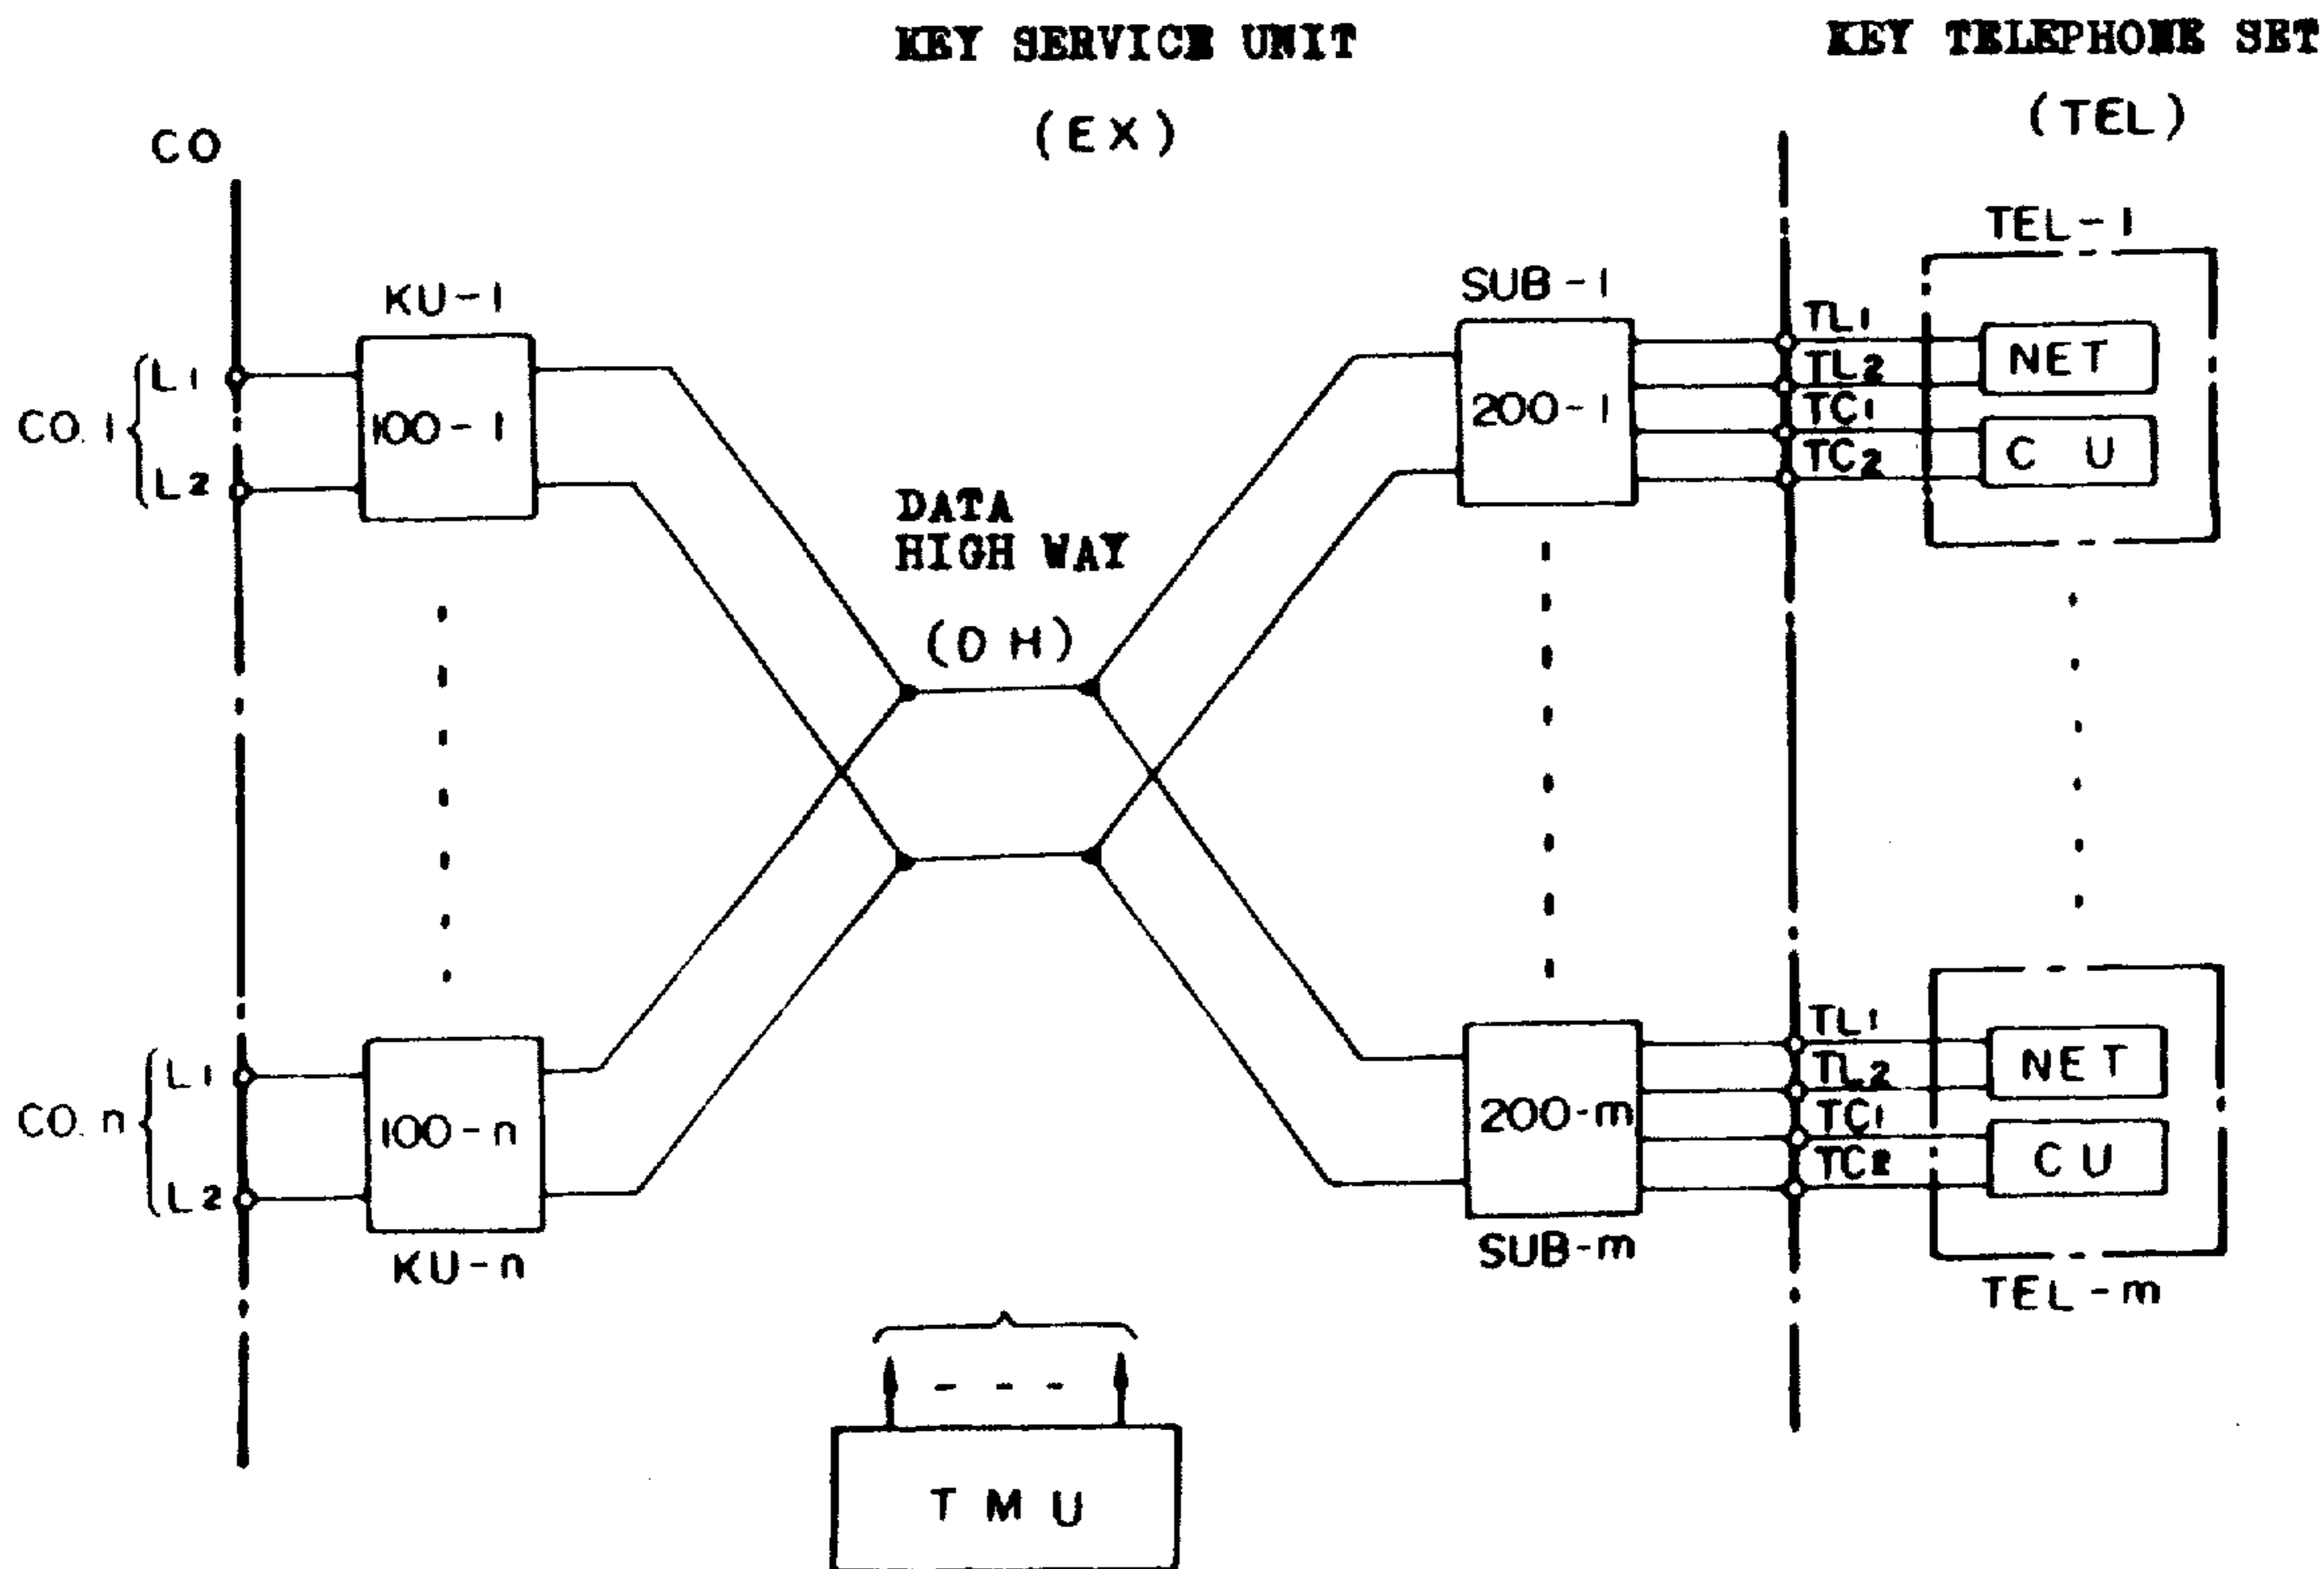 KEY SERVICE UNIT
(EX)
KEY TELEPHONE SET
(TEL)
CO
TEL-1
KU-1
SUB-1
CO.1
L1
L2
100-1
200-1
TL1
TL2
TC1
TC2
NET
CU
DATA
HIGH WAY
(DH)
CO.n
L1
L2
100-n
KU-n
200-m
SUB-m
TL1
TL2
TC1
TC2
NET
CU
TEL-m
TMU